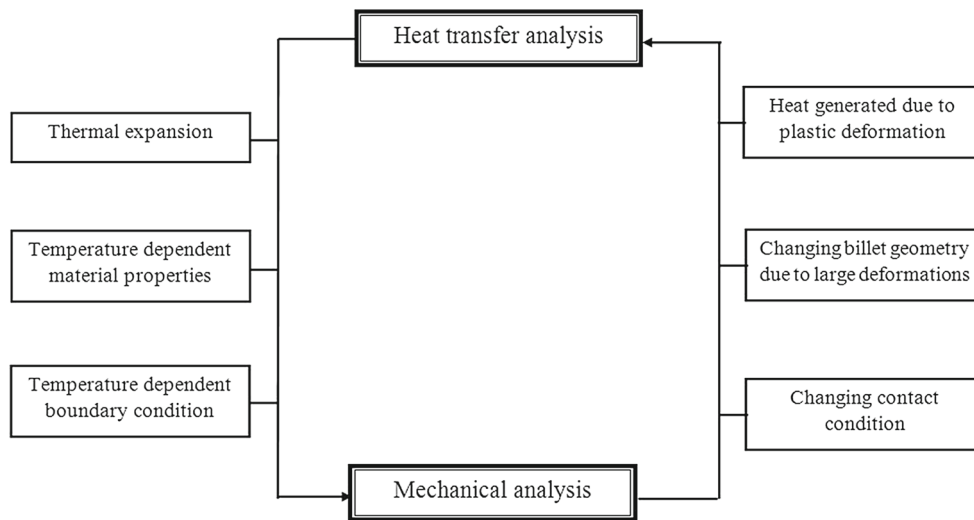 Heat transfer analysis
Thermal expansion
Heat generated due to
plastic deformation
Temperature dependent
material properties
Changing billet geometry
due to large deformations
Temperature dependent
boundary condition
Changing contact
condition
Mechanical analysis